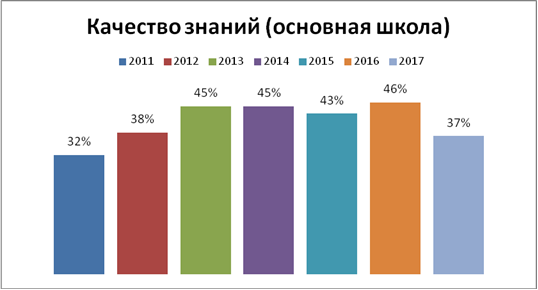 Качество знаний (основная школа)
2011 2012 2013 2014 2015 2016 2017
32% 38% 45% 45% 43% 46% 37%